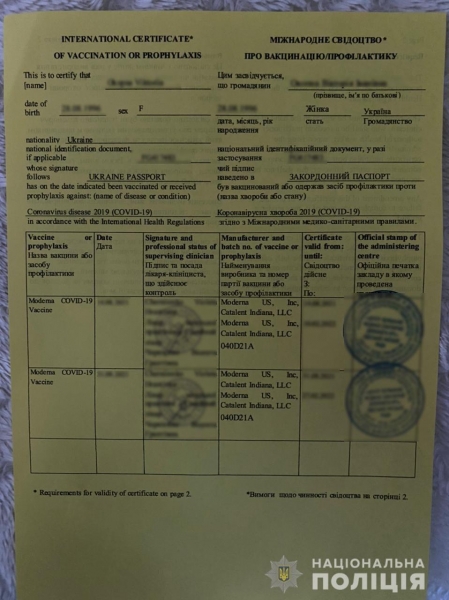 INTERNATIONAL CERTIFICATE*
OF VACCINATION OR PROPHYLAXIS
This is to certify that
[name]
date of
birth
sex F
nationality Ukraine
national identification document,
if applicable
whose signature
follows UKRAINE PASSPORT
has on the date indicated been vaccinated or received
prophylaxis against: (name of disease or condition)
Coronavirus disease 2019 (COVID-19)
in accordance with the International Health Regulations
МІЖНАРОДНЕ СВІДОЦТВО*
ПРО ВАКЦИНАЦІЮ/ПРОФІЛАКТИКУ
Цим засвідчується,
що громадянин
(прізвище, ім'я по батькові)
Жінка Україна
дата, місяць, рік стать Громадянство
народження
національний ідентифікаційний документ, у разі
застосування
чий підпис
наведено в ЗАКОРДОННИЙ ПАСПОРТ
був вакцинований або одержав засіб профілактики проти
(назва хвороби або стану)
Коронавірусна хвороба 2019 (COVID-19)
згідно з Міжнародними медико-санітарними правилами.
Vaccine or
prophylaxis
Назва вакцини або
засобу
профілактики
Date
Дата
Signature and
professional status of
supervising clinician
Підпис та посада
лікаря-клініциста,
що здійснює
контроль
Manufacturer and
batch no. of vaccine or
prophylaxis
Найменування
виробника та номер
партії вакцини або
засобу профілактики
Certificate
valid from:
until:
Свідоцтво
дійсне
З:
По:
Official stamp of
the administering
centre
Офіційна печатка
закладу в якому
проведена
Moderna COVID-19
Vaccine
Moderna US, Inc,
Catalent Indiana, LLC
Moderna US, Inc,
Catalent Indiana, LLC
040D21A
Moderna COVID-19
Vaccine
Moderna US, Inc,
Catalent Indiana, LLC
Moderna US, Inc,
Catalent Indiana, LLC
040D21A
* Requirements for validity of certificate on page 2.
*Вимоги щодо чинності свідоцтва на сторінці 2.
НАЦІОНАЛЬНА
ПОЛІЦІЯ